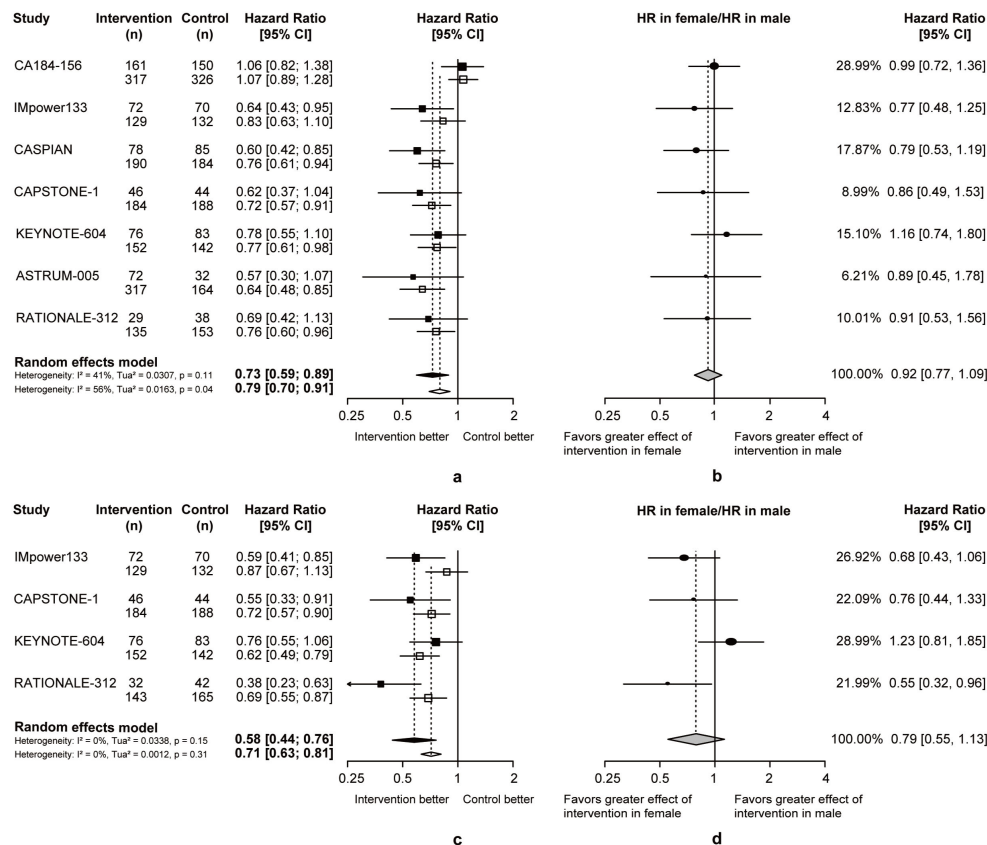 Study Intervention (n) Control (n) Hazard Ratio [95% CI] Hazard Ratio [95% CI] HR in female/HR in male Hazard Ratio [95% CI]
CA184-156 161 150 1.06 [0.82; 1.38] 28.99% 0.99 [0.72; 1.36]
317 326 1.07 [0.89; 1.28]
IMpower133 72 70 0.64 [0.43; 0.95] 12.83% 0.77 [0.48; 1.25]
129 132 0.83 [0.63; 1.10]
CASPIAN 78 85 0.60 [0.42; 0.85] 17.87% 0.79 [0.53; 1.19]
190 184 0.76 [0.61; 0.94]
CAPSTONE-1 46 44 0.62 [0.37; 1.04] 8.99% 0.86 [0.49; 1.53]
184 188 0.72 [0.57; 0.91]
KEYNOTE-604 76 83 0.78 [0.55; 1.10] 15.10% 1.16 [0.74; 1.80]
152 142 0.77 [0.61; 0.98]
ASTRUM-005 72 32 0.57 [0.30; 1.07] 6.21% 0.89 [0.45; 1.78]
317 164 0.64 [0.48; 0.85]
RATIONALE-312 29 38 0.69 [0.42; 1.13] 10.01% 0.91 [0.53; 1.56]
135 153 0.76 [0.60; 0.96]
Random effects model
Heterogeneity: I² = 41%, Tua² = 0.0307, p = 0.11 0.73 [0.59; 0.89] 100.00% 0.92 [0.77; 1.09]
Heterogeneity: I² = 56%, Tua² = 0.0163, p = 0.04 0.79 [0.70; 0.91]
0.25 0.5 1 2 0.25 0.5 1 2 4
Intervention better Control better Favors greater effect of intervention in female Favors greater effect of intervention in male
a b
Study Intervention (n) Control (n) Hazard Ratio [95% CI] Hazard Ratio [95% CI] HR in female/HR in male Hazard Ratio [95% CI]
IMpower133 72 70 0.59 [0.41; 0.85] 26.92% 0.68 [0.43; 1.06]
129 132 0.87 [0.67; 1.13]
CAPSTONE-1 46 44 0.55 [0.33; 0.91] 22.09% 0.76 [0.44; 1.33]
184 188 0.72 [0.57; 0.90]
KEYNOTE-604 76 83 0.76 [0.55; 1.06] 28.99% 1.23 [0.81; 1.85]
152 142 0.62 [0.49; 0.79]
RATIONALE-312 32 42 0.38 [0.23; 0.63] 21.99% 0.55 [0.32; 0.96]
143 165 0.69 [0.55; 0.87]
Random effects model
Heterogeneity: I² = 0%, Tua² = 0.0338, p = 0.15 0.58 [0.44; 0.76] 100.00% 0.79 [0.55; 1.13]
Heterogeneity: I² = 0%, Tua² = 0.0012, p = 0.31 0.71 [0.63; 0.81]
0.25 0.5 1 2 0.25 0.5 1 2 4
Intervention better Control better Favors greater effect of intervention in female Favors greater effect of intervention in male
c d